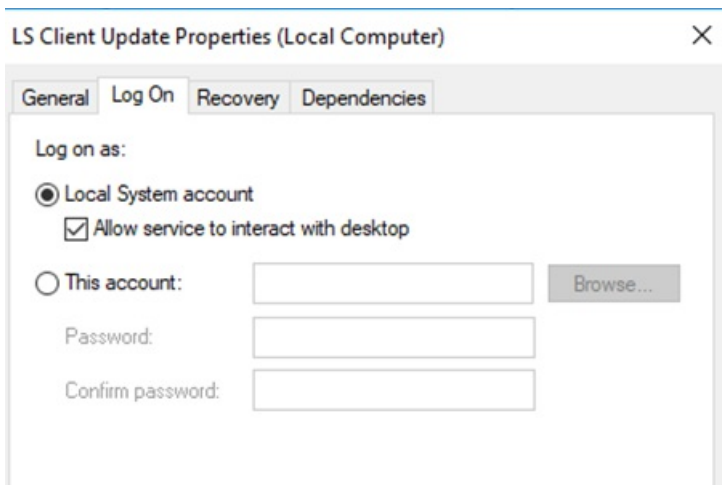 LS Client Update Properties (Local Computer)
General Log On Recovery Dependencies
Log on as:
Local System account
Allow service to interact with desktop
This account: Browse...
Password:
Confirm password: